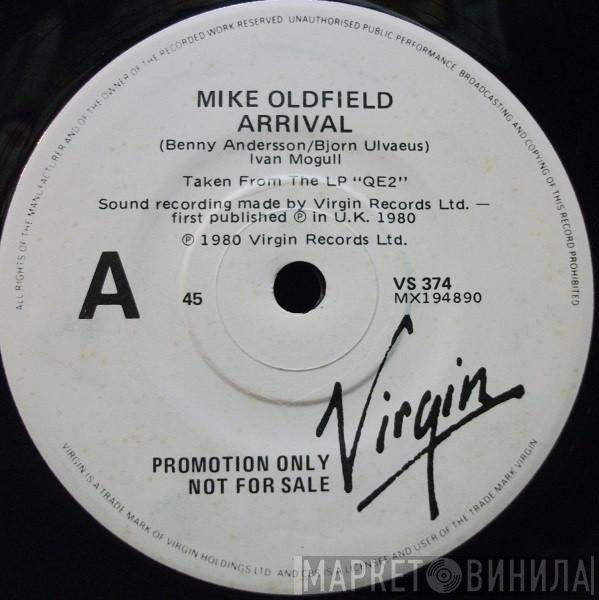 ALL RIGHTS OF THE MANUFACTURER AND OF THE OWNER OF THE RECORDED WORK RESERVED. UNAUTHORISED PUBLIC PERFORMANCE, BROADCASTING AND COPYING OF THIS RECORD PROHIBITED
MIKE OLDFIELD
ARRIVAL
(Benny Andersson/Bjorn Ulvaeus)
Ivan Mogull
Taken From The LP "QE2"
Sound recording made by Virgin Records Ltd. —
first published ℗ in U.K. 1980
℗ 1980 Virgin Records Ltd.
A
45
VS 374
MX194890
Virgin
PROMOTION ONLY
NOT FOR SALE
VIRGIN IS A TRADE MARK OF VIRGIN HOLDINGS LTD. AND CBS IS A LICENSEE AND USER OF THE TRADE MARK VIRGIN
МАРКЕТ ВИНИЛА